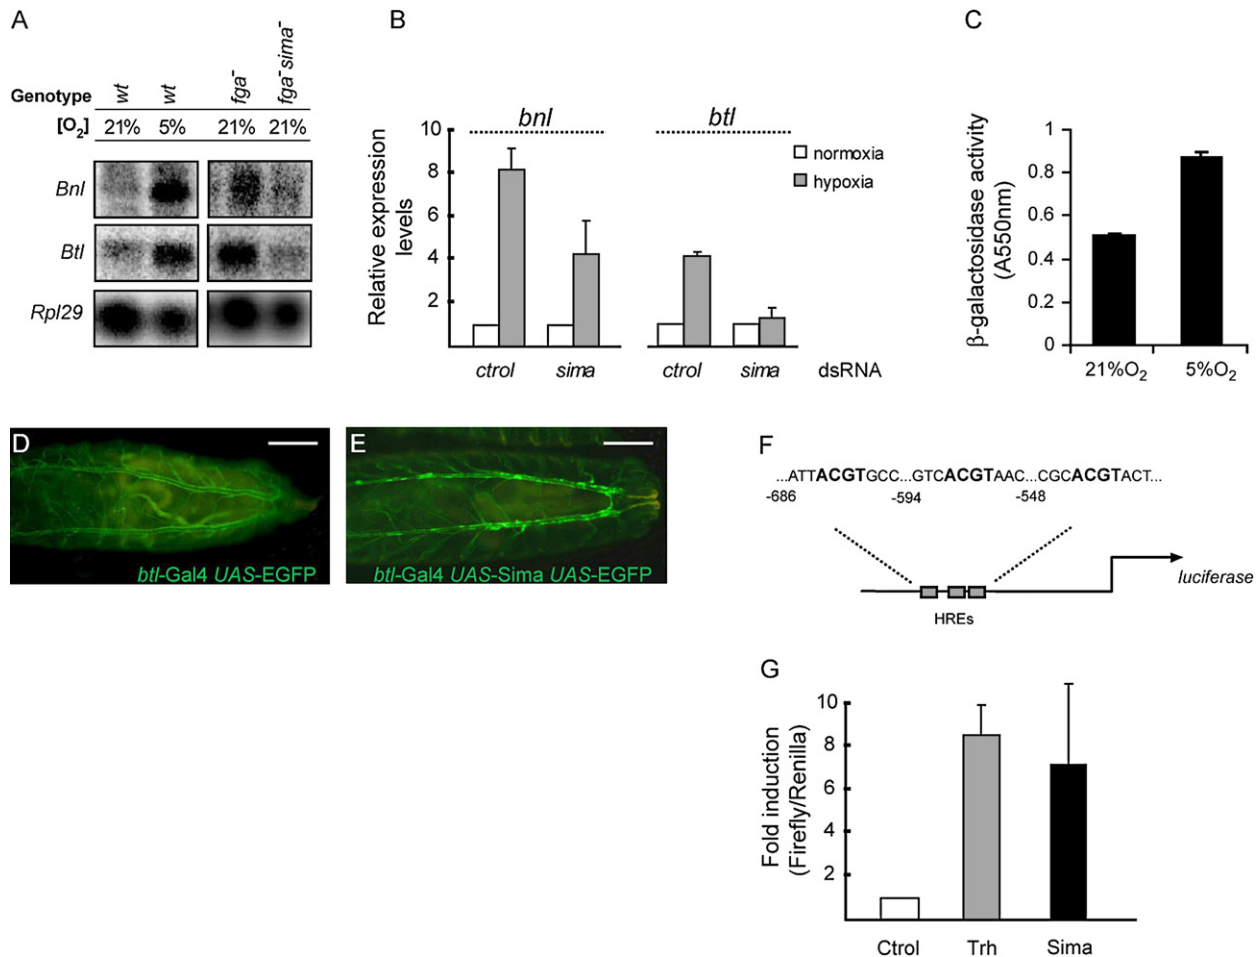 A
Genotype wt wt fga⁻ fga⁻sima⁻
[O₂] 21% 5% 21% 21%
Bnl
Btl
Rpl29
B
bnl btl
Relative expression
levels
10
8
6
4
2
normoxia
hypoxia
ctrol sima ctrol sima dsRNA
C
β-galactosidase activity
(A550nm)
1
0.8
0.6
0.4
0.2
0
21%O₂ 5%O₂
D
btl-Gal4 UAS-EGFP
E
btl-Gal4 UAS-Sima UAS-EGFP
F
...ATTACGTGCC...GTCACGTAAC...CGCACGTACT...
-686 -594 -548
luciferase
HREs
G
Fold induction
(Firefly/Renilla)
10
8
6
4
2
Ctrol Trh Sima